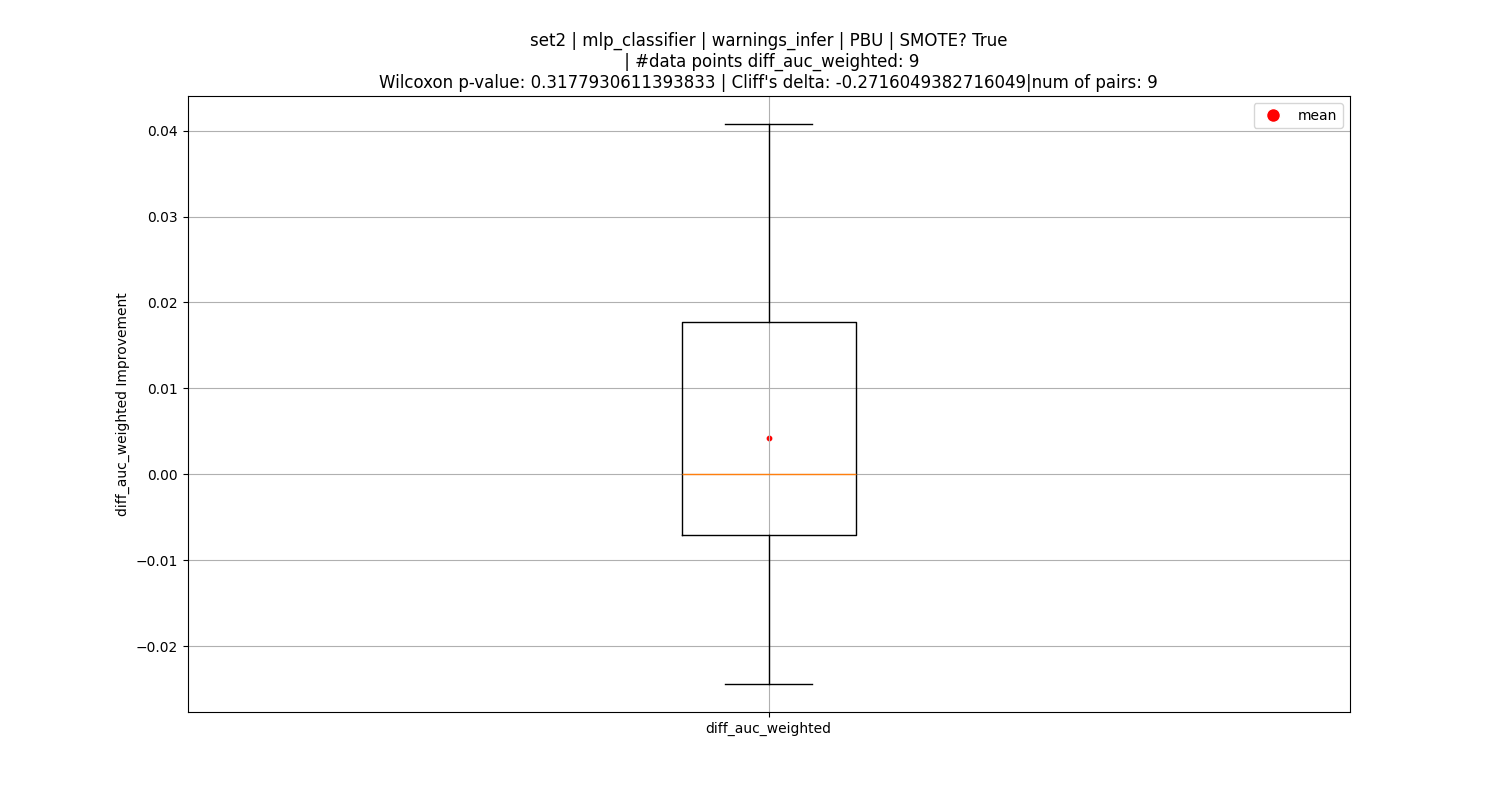 set2 | mlp_classifier | warnings_infer | PBU | SMOTE? True
| #data points diff_auc_weighted: 9
Wilcoxon p-value: 0.3177930611393833 | Cliff's delta: -0.2716049382716049|num of pairs: 9
mean
0.04
0.03
0.02
0.01
0.00
−0.01
−0.02
diff_auc_weighted Improvement
diff_auc_weighted